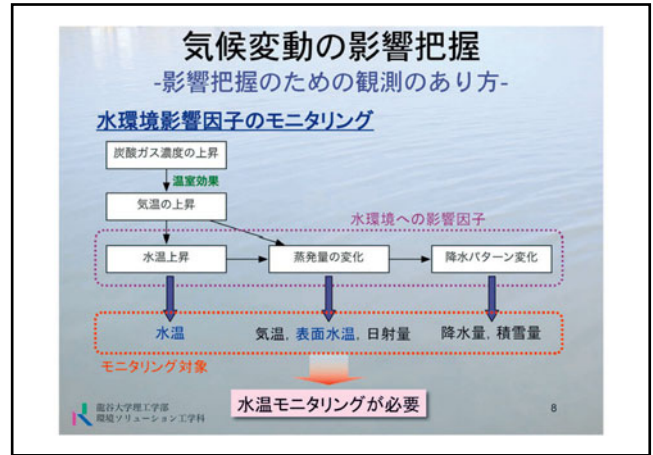 気候変動の影響把握
-影響把握のための観測のあり方-
水環境影響因子のモニタリング
炭酸ガス濃度の上昇
温室効果
気温の上昇
水環境への影響因子
水温上昇
蒸発量の変化
降水パターン変化
水温
気温, 表面水温, 日射量
降水量, 積雪量
モニタリング対象
水温モニタリングが必要
龍谷大学理工学部
環境ソリューション工学科
8